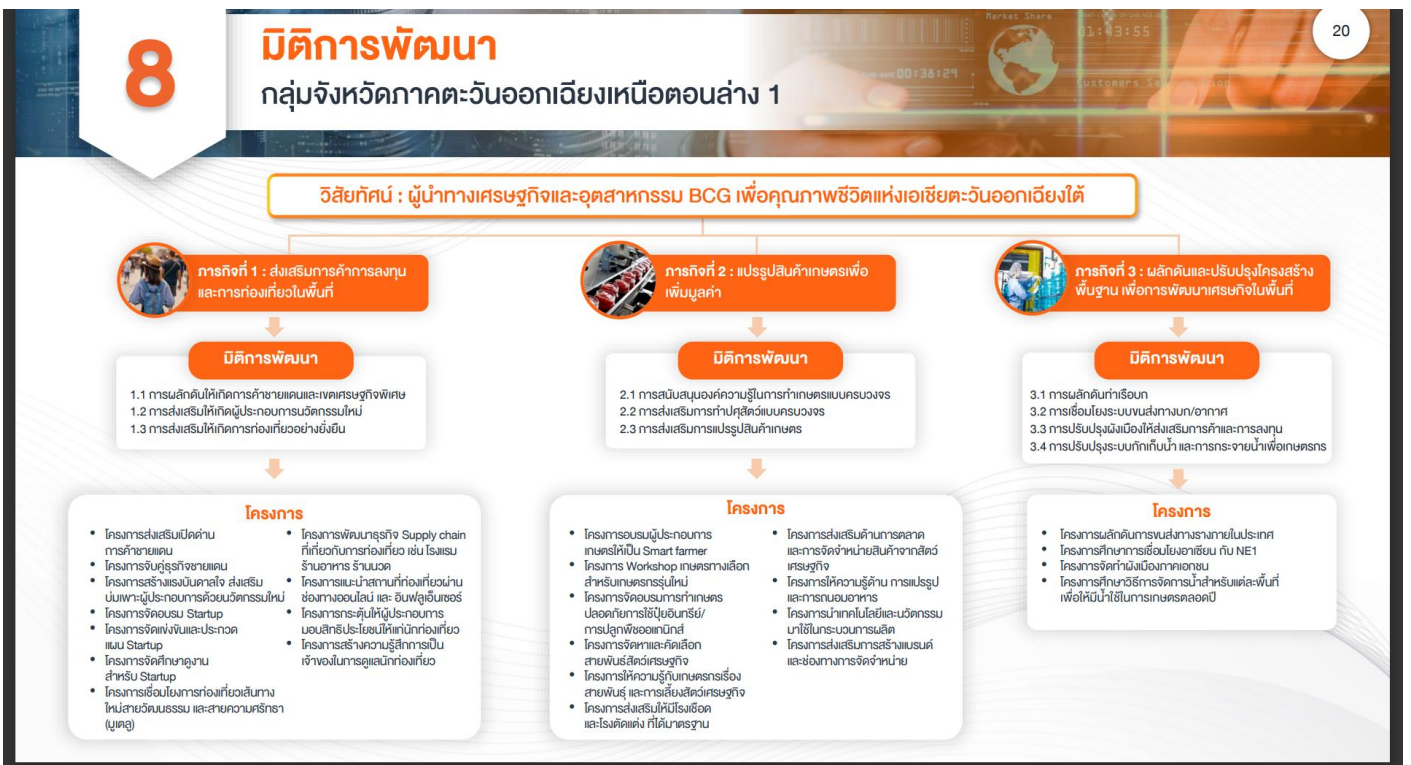 8
มิติการพัฒนา
กลุ่มจังหวัดภาคตะวันออกเฉียงเหนือตอนล่าง 1
Market Share
01:43:55
00:38:29
20
วิสัยทัศน์ : ผู้นำทางเศรษฐกิจและอุตสาหกรรม BCG เพื่อคุณภาพชีวิตแห่งเอเชียตะวันออกเฉียงใต้
ภารกิจที่ 1 : ส่งเสริมการค้าการลงทุน
และการท่องเที่ยวในพื้นที่
มิติการพัฒนา
1.1 การผลักดันให้เกิดการค้าชายแดนและเขตเศรษฐกิจพิเศษ
1.2 การส่งเสริมให้เกิดผู้ประกอบการนวัตกรรมใหม่
1.3 การส่งเสริมให้เกิดการท่องเที่ยวอย่างยั่งยืน
โครงการ
• โครงการส่งเสริมเปิดด่าน
การค้าชายแดน
• โครงการจับคู่ธุรกิจชายแดน
• โครงการสร้างแรงบันดาลใจ ส่งเสริม
บ่มเพาะผู้ประกอบการด้วยนวัตกรรมใหม่
• โครงการจัดอบรม Startup
• โครงการจัดแข่งขันและประกวด
แผน Startup
• โครงการจัดศึกษาดูงาน
สำหรับ Startup
• โครงการเชื่อมโยงการท่องเที่ยวเส้นทาง
ใหม่สายวัฒนธรรม และสายความศรัทธา
(มูเตลู)
• โครงการพัฒนาธุรกิจ Supply chain
ที่เกี่ยวกับการท่องเที่ยว เช่น โรงแรม
ร้านอาหาร ร้านนวด
• โครงการแนะนำสถานที่ท่องเที่ยวผ่าน
ช่องทางออนไลน์ และ อินฟลูเอ็นเซอร์
• โครงการกระตุ้นให้ผู้ประกอบการ
มอบสิทธิประโยชน์ให้แก่นักท่องเที่ยว
• โครงการสร้างความรู้สึกการเป็น
เจ้าของในการดูแลนักท่องเที่ยว
ภารกิจที่ 2 : แปรรูปสินค้าเกษตรเพื่อ
เพิ่มมูลค่า
มิติการพัฒนา
2.1 การสนับสนุนองค์ความรู้ในการทำเกษตรแบบครบวงจร
2.2 การส่งเสริมการทำปศุสัตว์แบบครบวงจร
2.3 การส่งเสริมการแปรรูปสินค้าเกษตร
โครงการ
• โครงการอบรมผู้ประกอบการ
เกษตรให้เป็น Smart farmer
• โครงการ Workshop เกษตรทางเลือก
สำหรับเกษตรกรรุ่นใหม่
• โครงการจัดอบรมการทำเกษตร
ปลอดภัยการใช้ปุ๋ยอินทรีย์/
การปลูกพืชออแกนิกส์
• โครงการจัดหาและคัดเลือก
สายพันธ์สัตว์เศรษฐกิจ
• โครงการให้ความรู้กับเกษตรกรเรื่อง
สายพันธุ์ และการเลี้ยงสัตว์เศรษฐกิจ
• โครงการส่งเสริมให้มีโรงเชือด
และโรงตัดแต่ง ที่ได้มาตรฐาน
• โครงการส่งเสริมด้านการตลาด
และการจัดจำหน่ายสินค้าจากสัตว์
เศรษฐกิจ
• โครงการให้ความรู้ด้าน การแปรรูป
และการถนอมอาหาร
• โครงการนำเทคโนโลยีและนวัตกรรม
มาใช้ในกระบวนการผลิต
• โครงการส่งเสริมการสร้างแบรนด์
และช่องทางการจัดจำหน่าย
ภารกิจที่ 3 : ผลักดันและปรับปรุงโครงสร้าง
พื้นฐาน เพื่อการพัฒนาเศรษฐกิจในพื้นที่
มิติการพัฒนา
3.1 การผลักดันท่าเรือบก
3.2 การเชื่อมโยงระบบขนส่งทางบก/อากาศ
3.3 การปรับปรุงผังเมืองให้ส่งเสริมการค้าและการลงทุน
3.4 การปรับปรุงระบบกักเก็บน้ำ และการกระจายน้ำเพื่อเกษตรกร
โครงการ
• โครงการผลักดันการขนส่งทางรางภายในประเทศ
• โครงการศึกษาการเชื่อมโยงอาเซียน กับ NE1
• โครงการจัดทำผังเมืองภาคเอกชน
• โครงการศึกษาวิธีการจัดการน้ำสำหรับแต่ละพื้นที่
เพื่อให้มีน้ำใช้ในการเกษตรตลอดปี